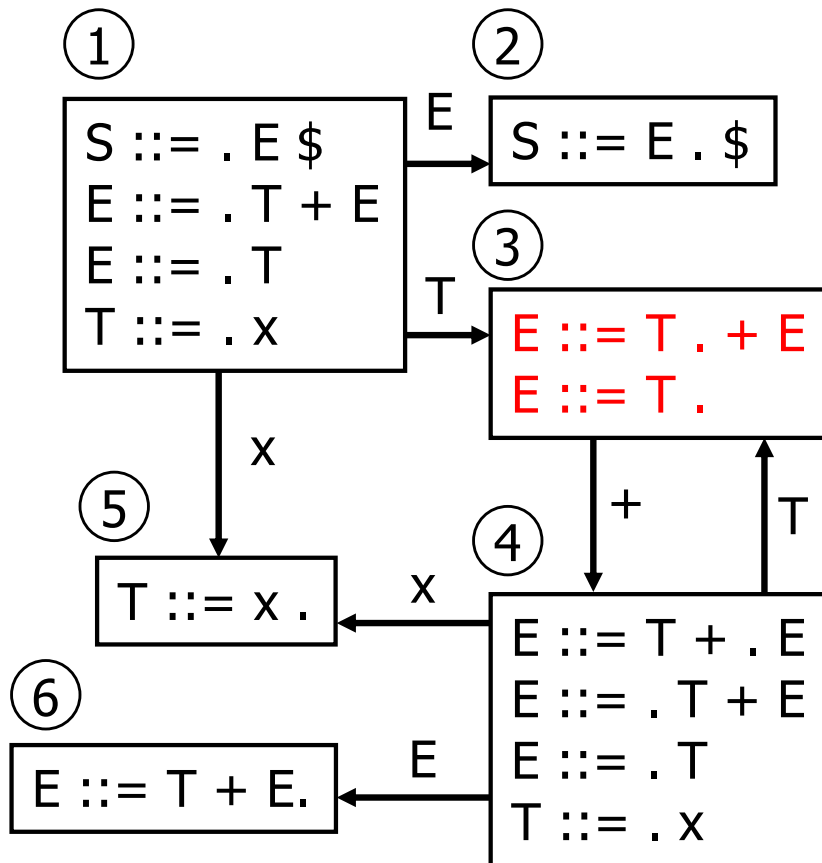 1
2
S ::= . E $
E ::= . T + E
E ::= . T
T ::= . x
E
S ::= E . $
3
T
E ::= T . + E
E ::= T .
x
+
T
5
4
T ::= x .
x
E ::= T + . E
E ::= . T + E
E ::= . T
T ::= . x
6
E
E ::= T + E.